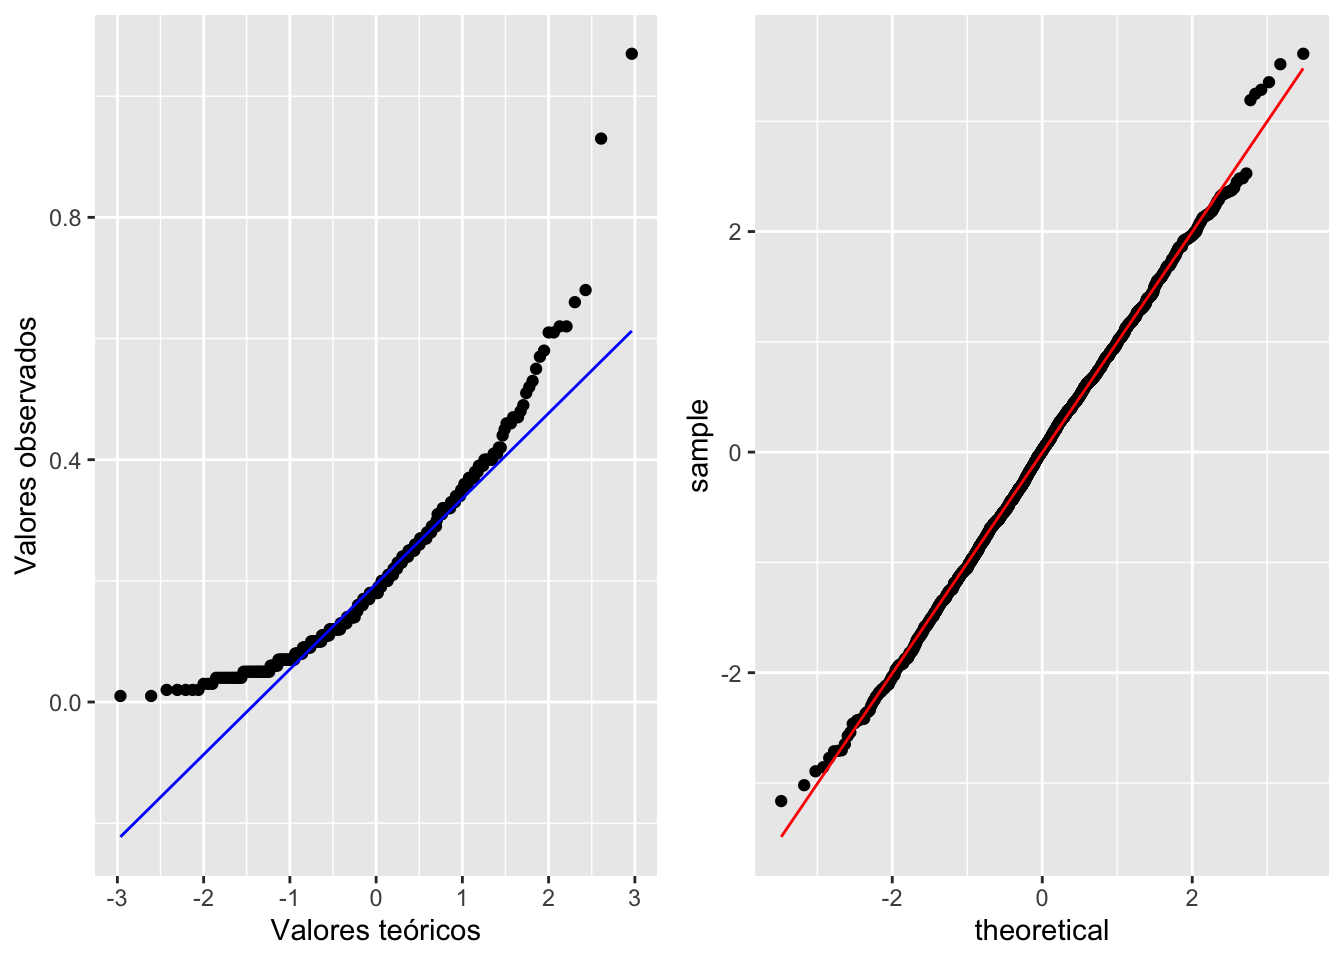 Valores observados
0.8
0.4
0.0
-3 -2 -1 0 1 2 3
Valores teóricos
sample
2
0
-2
-2 0 2
theoretical